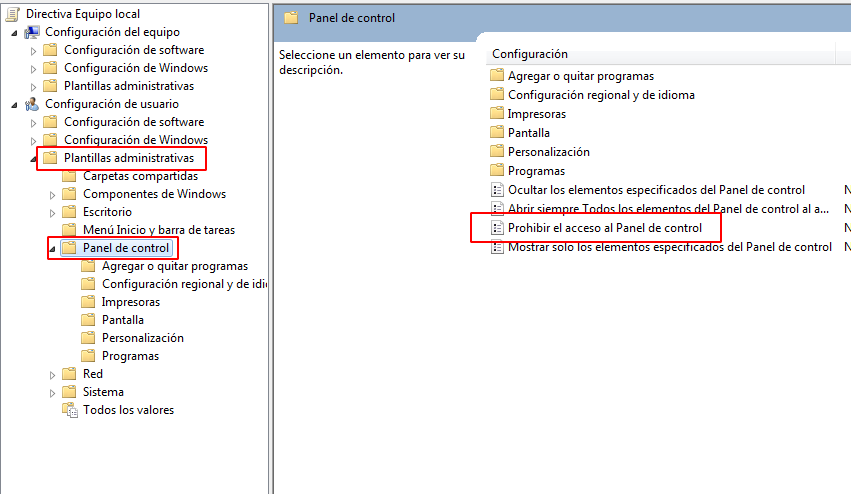 Directiva Equipo local
Configuración del equipo
Configuración de software
Configuración de Windows
Plantillas administrativas
Configuración de usuario
Configuración de software
Configuración de Windows
Plantillas administrativas
Carpetas compartidas
Componentes de Windows
Escritorio
Menú Inicio y barra de tareas
Panel de control
Agregar o quitar programas
Configuración regional y de idio
Impresoras
Pantalla
Personalización
Programas
Red
Sistema
Todos los valores
Panel de control
Seleccione un elemento para ver su
descripción.
Configuración
Agregar o quitar programas
Configuración regional y de idioma
Impresoras
Pantalla
Personalización
Programas
Ocultar los elementos especificados del Panel de control N
Abrir siempre Todos los elementos del Panel de control al a... N
Prohibir el acceso al Panel de control N
Mostrar solo los elementos especificados del Panel de control N